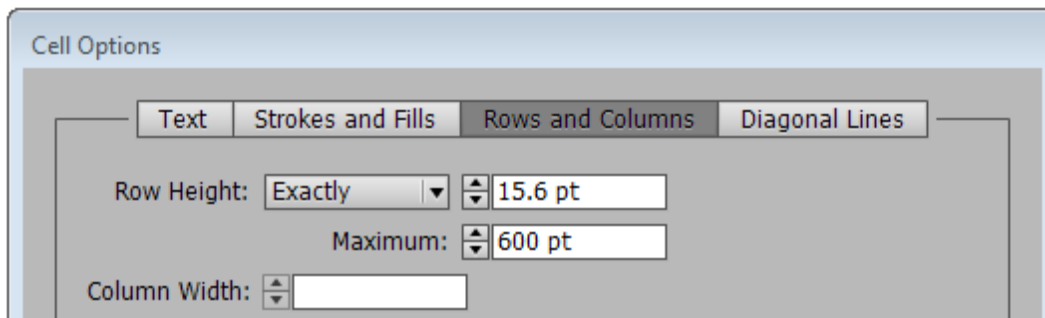 Cell Options
Text Strokes and Fills Rows and Columns Diagonal Lines
Row Height: Exactly 15.6 pt
Maximum: 600 pt
Column Width: